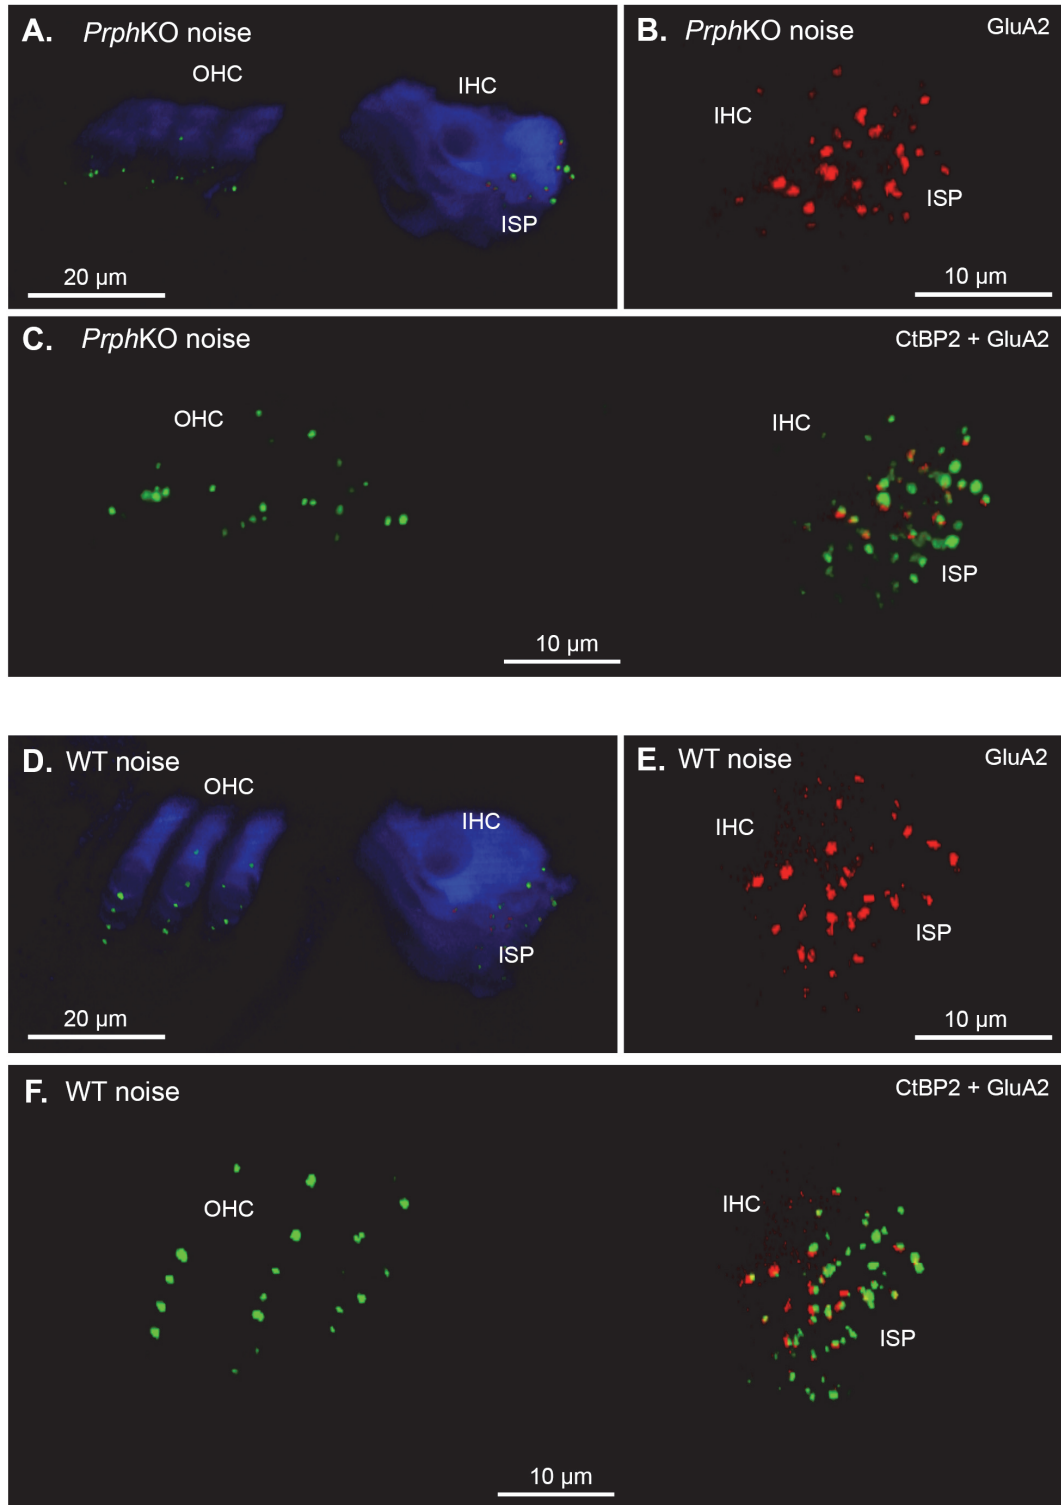 A. PrphKO noise
OHC
IHC
ISP
20 µm
B. PrphKO noise
GluA2
IHC
ISP
10 µm
C. PrphKO noise
CtBP2 + GluA2
OHC
IHC
ISP
10 µm
D. WT noise
OHC
IHC
ISP
20 µm
E. WT noise
GluA2
IHC
ISP
10 µm
F. WT noise
CtBP2 + GluA2
OHC
IHC
ISP
10 µm